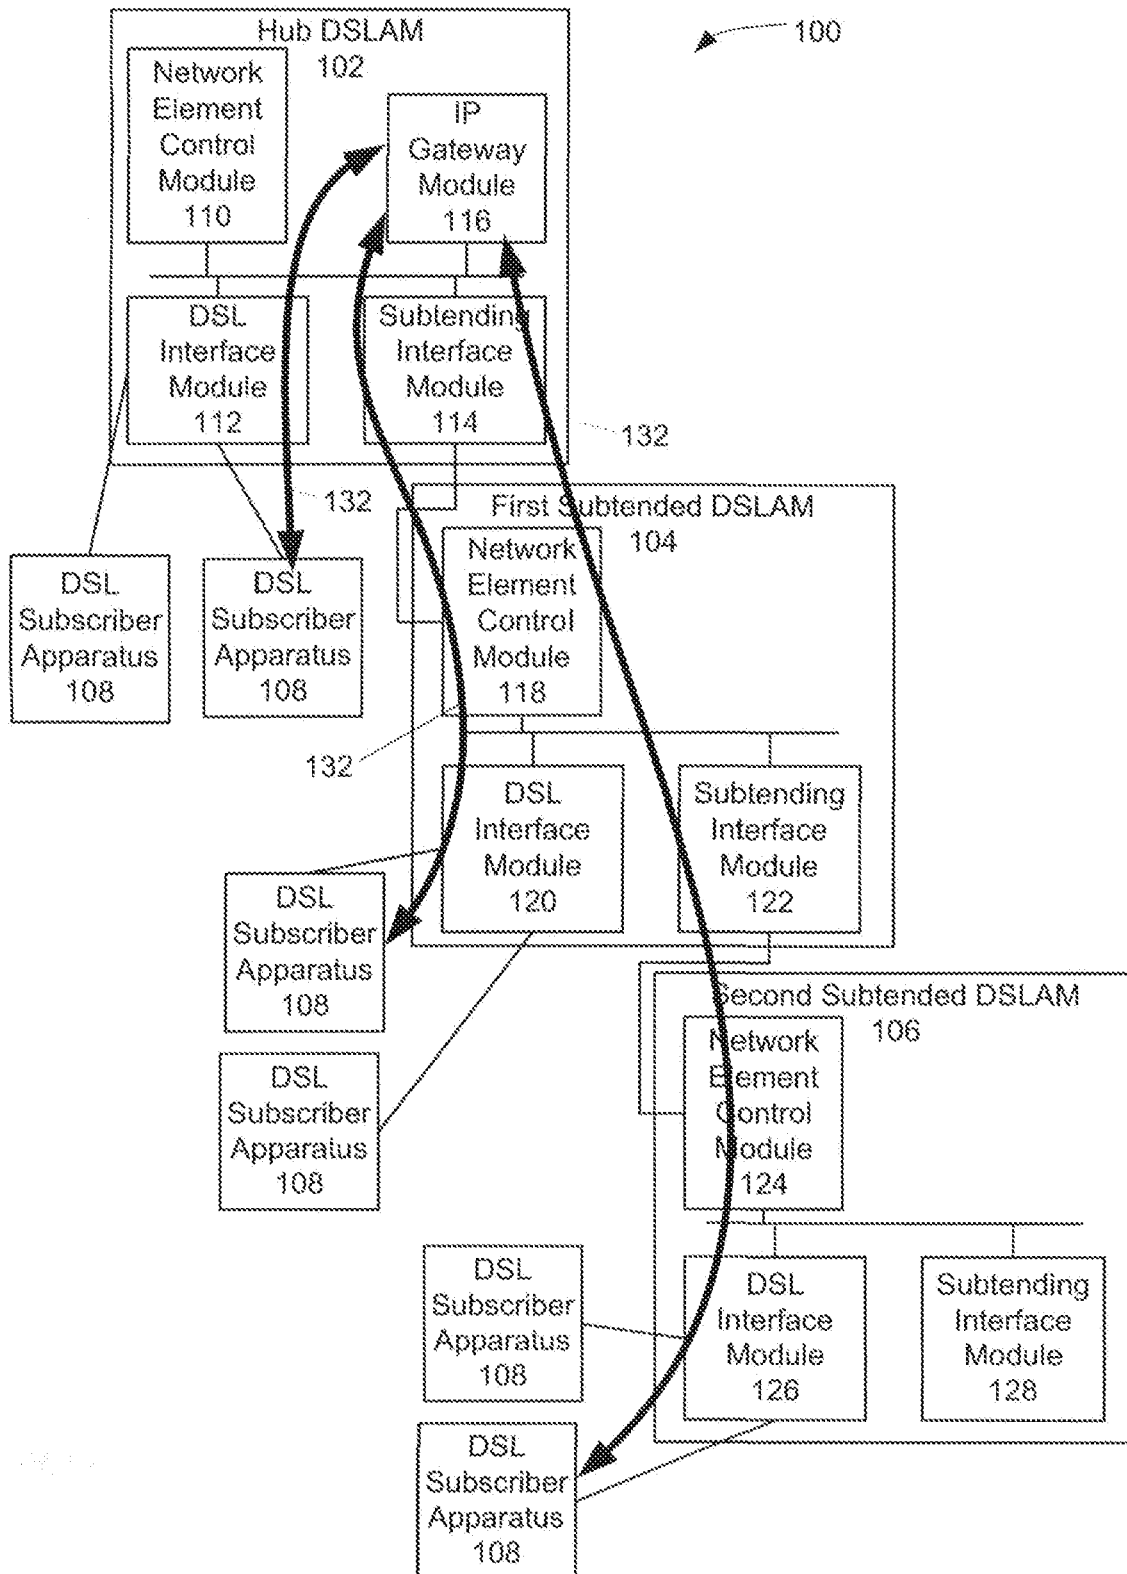 Hub DSLAM
102
100
Network
Element
Control
Module
110
IP
Gateway
Module
116
DSL
Interface
Module
112
Subtending
Interface
Module
114
132
132
First Subtended DSLAM
104
Network
Element
Control
Module
118
DSL
Subscriber
Apparatus
108
DSL
Subscriber
Apparatus
108
132
DSL
Interface
Module
120
Subtending
Interface
Module
122
DSL
Subscriber
Apparatus
108
Second Subtended DSLAM
106
Network
Element
Control
Module
124
DSL
Subscriber
Apparatus
108
DSL
Subscriber
Apparatus
108
DSL
Interface
Module
126
Subtending
Interface
Module
128
DSL
Subscriber
Apparatus
108